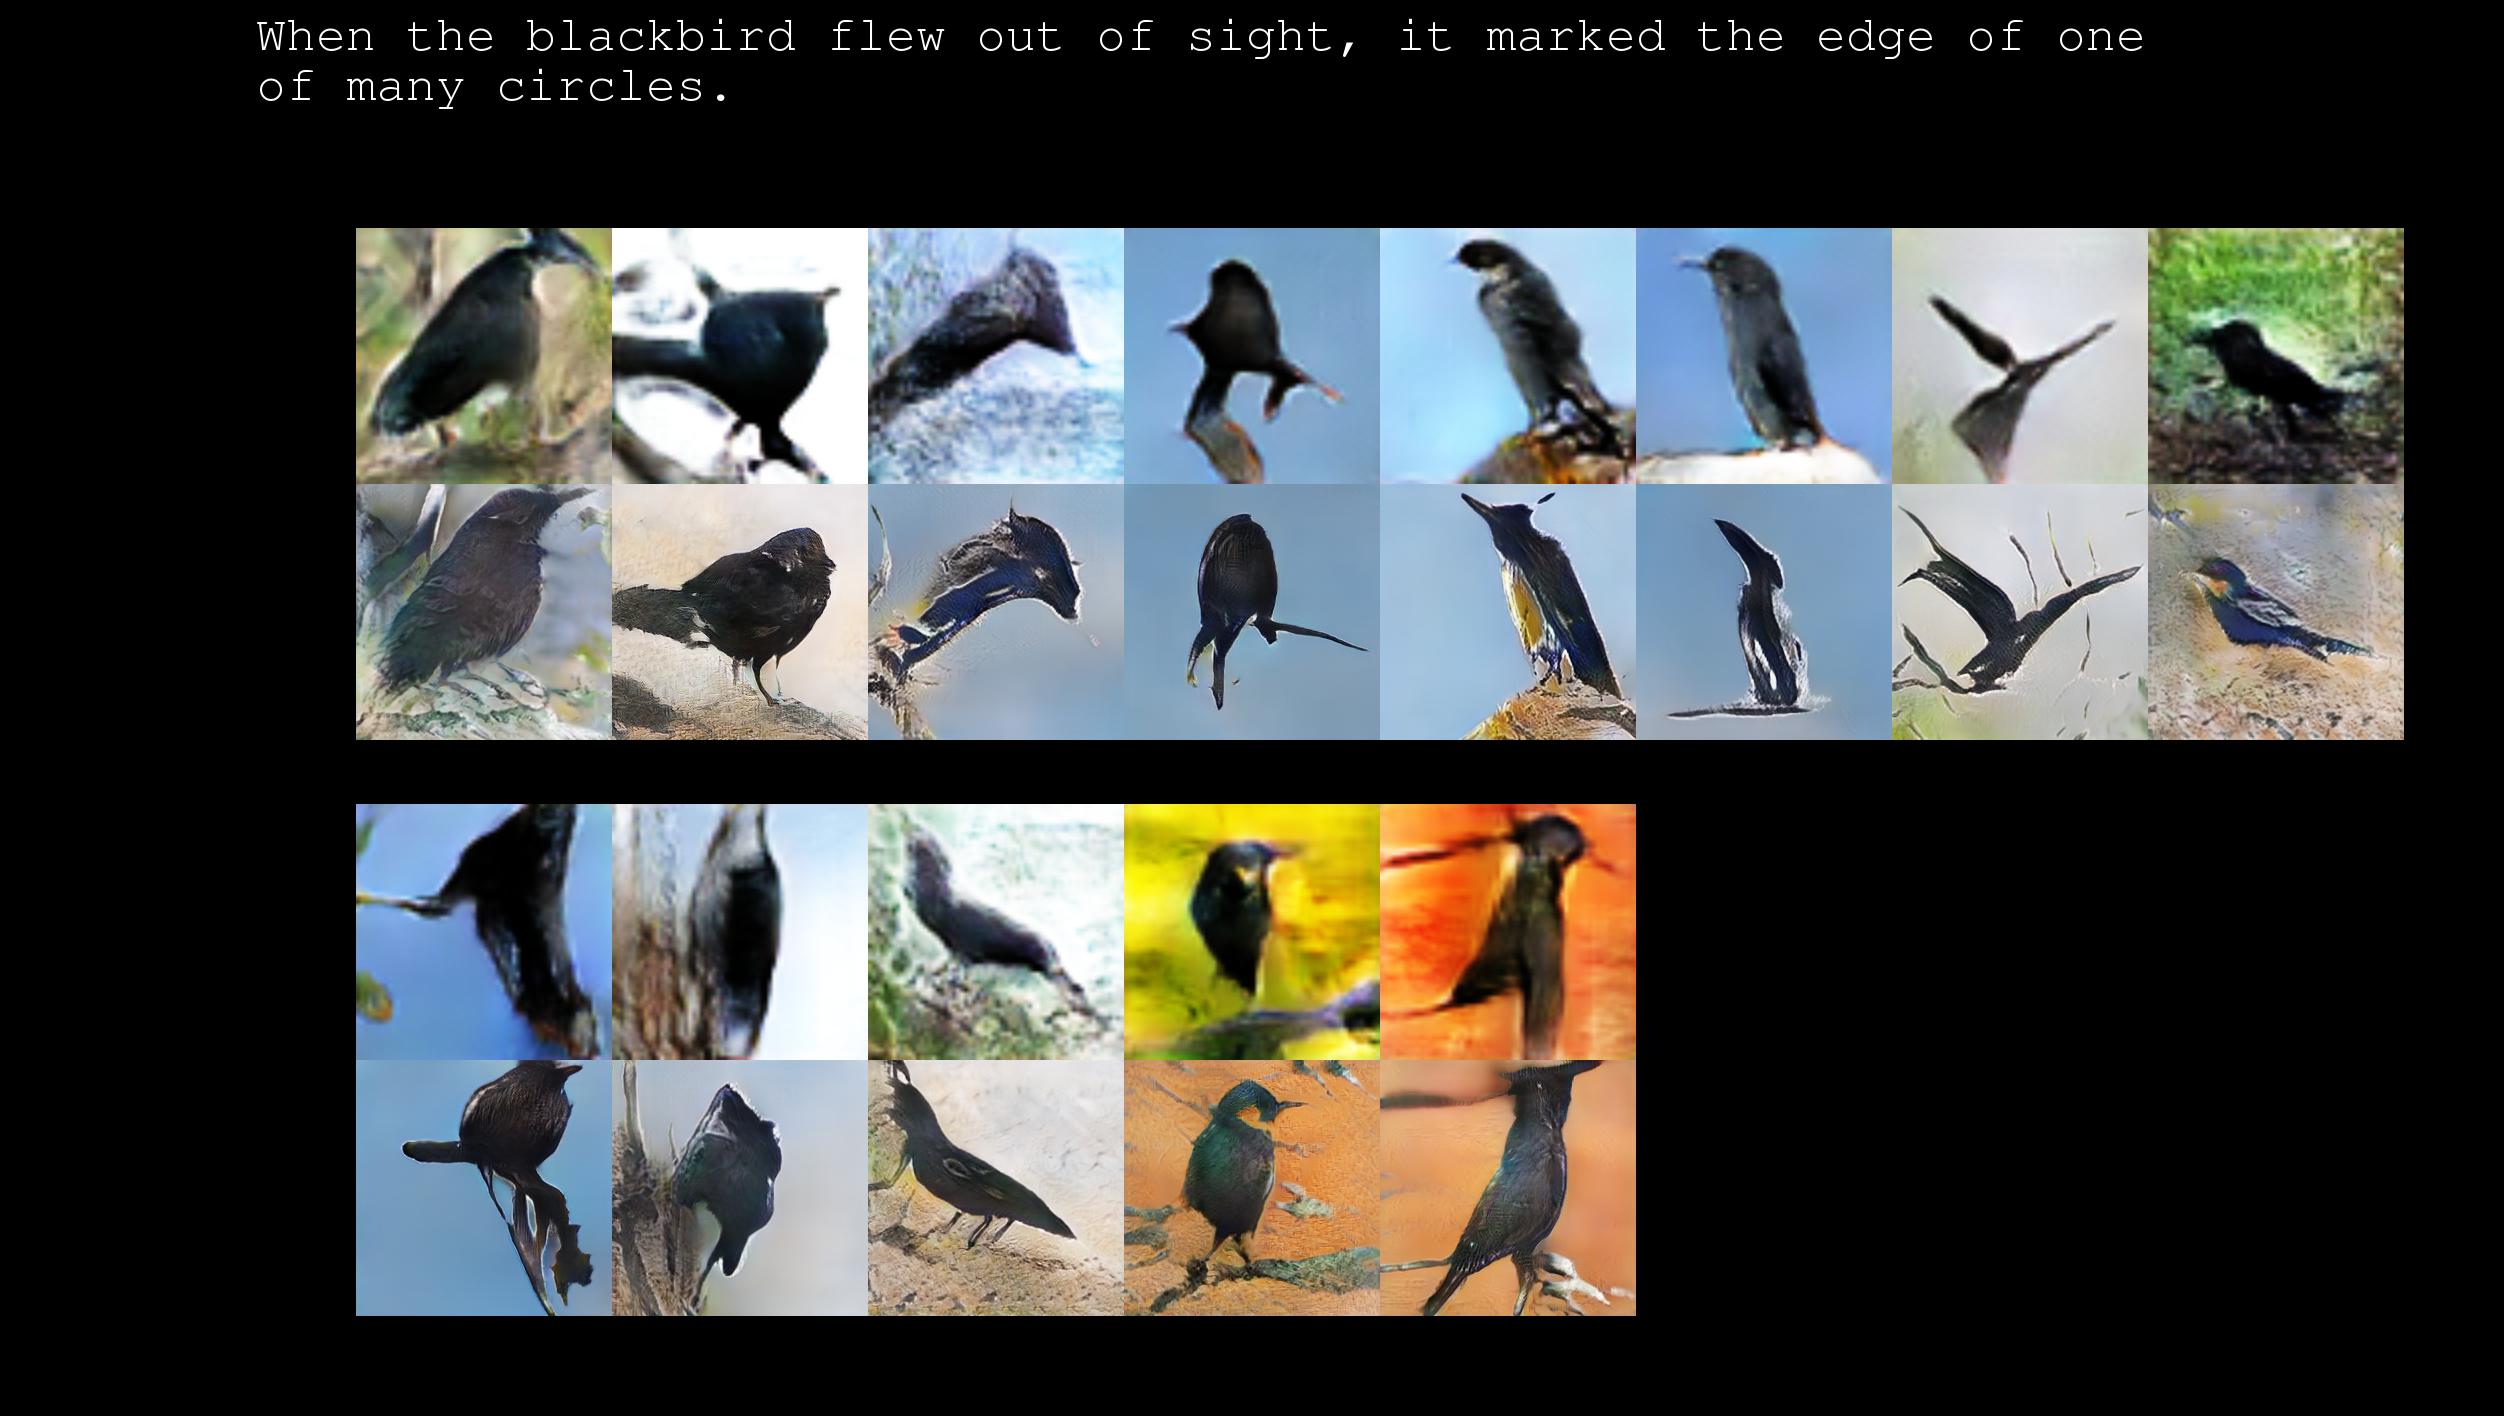 When the blackbird flew out of sight, it marked the edge of one
of many circles.